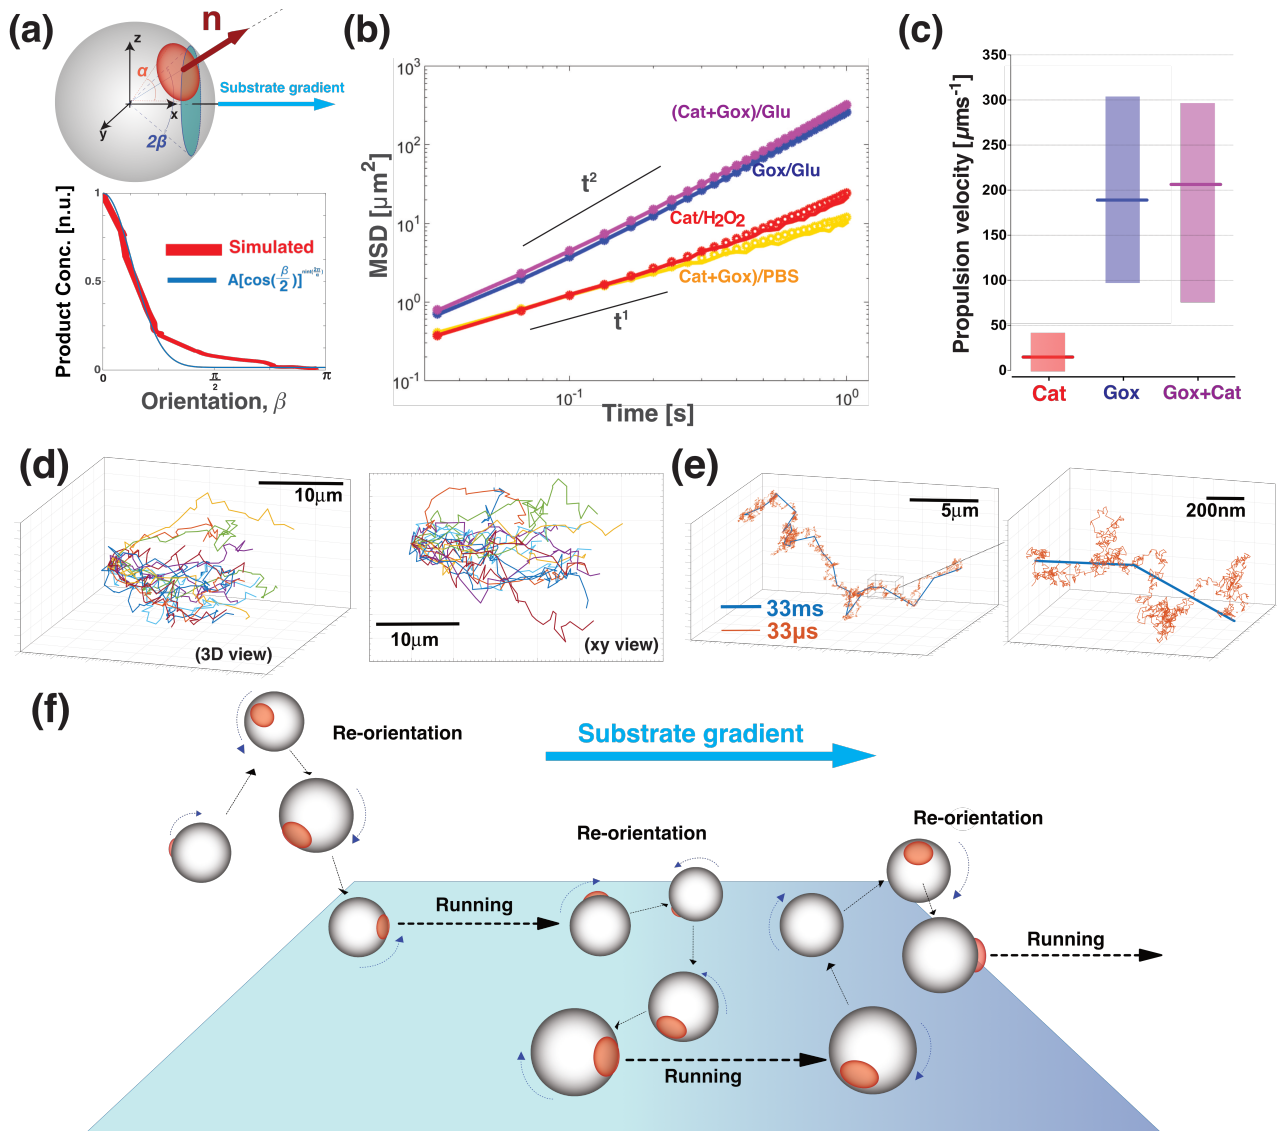 (a)
n
z
α
x
y
2β
Substrate gradient
Product Conc. [n.u.]
1
0.5
0
0
π/2
π
Simulated
Orientation, β
(b)
MSD [µm²]
10³
10²
10¹
10⁰
10⁻¹
(Cat+Gox)/Glu
Gox/Glu
t²
Cat/H2O2
Cat+Gox)/PBS
t¹
10⁻¹
10⁰
Time [s]
(c)
Propulsion velocity [µms⁻¹]
350
300
250
200
150
100
50
0
Cat
Gox
Gox+Cat
(d)
10µm
(3D view)
10µm
(xy view)
(e)
5µm
33ms
33µs
200nm
(f)
Re-orientation
Substrate gradient
Re-orientation
Re-orientation
Running
Running
Running